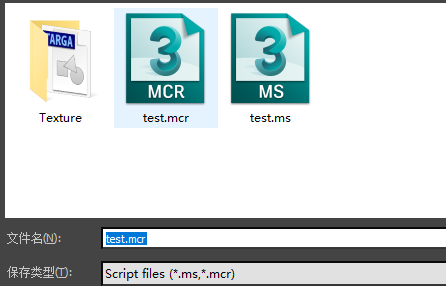 TARGA
3
MCR
3
MS
Texture
test.mcr
test.ms
文件名(N):
test.mcr
保存类型(T):
Script files (*.ms,*.mcr)